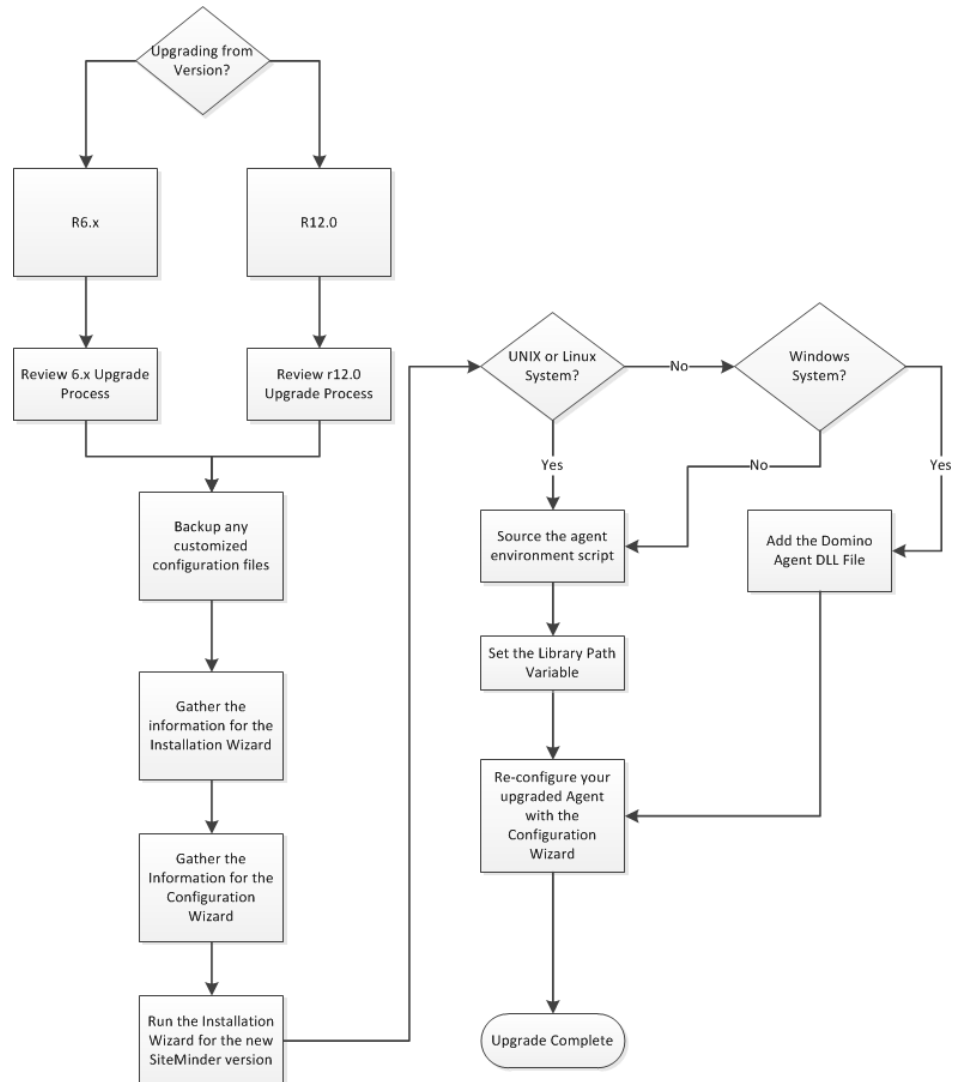 Upgrading from
Version?
R6.x
R12.0
Review 6.x Upgrade
Process
Review r12.0
Upgrade Process
Backup any
customized
configuration files
Gather the
information for the
Installation Wizard
Gather the
Information for the
Configuration
Wizard
Run the Installation
Wizard for the new
SiteMinder version
UNIX or Linux
System?
No
Windows
System?
Yes
No
Yes
Source the agent
environment script
Add the Domino
Agent DLL File
Set the Library Path
Variable
Re-configure your
upgraded Agent
with the
Configuration
Wizard
Upgrade Complete